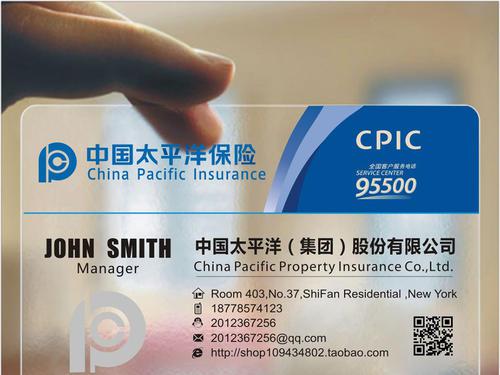 中国太平洋保险
China Pacific Insurance
CPIC
全国客户服务电话
SERVICE CENTER
95500
JOHN SMITH
Manager
中国太平洋（集团）股份有限公司
China Pacific Property Insurance Co.,Ltd.
Room 403,No.37,ShiFan Residential ,New York
18778574123
2012367256
2012367256@qq.com
http://shop109434802.taobao.com